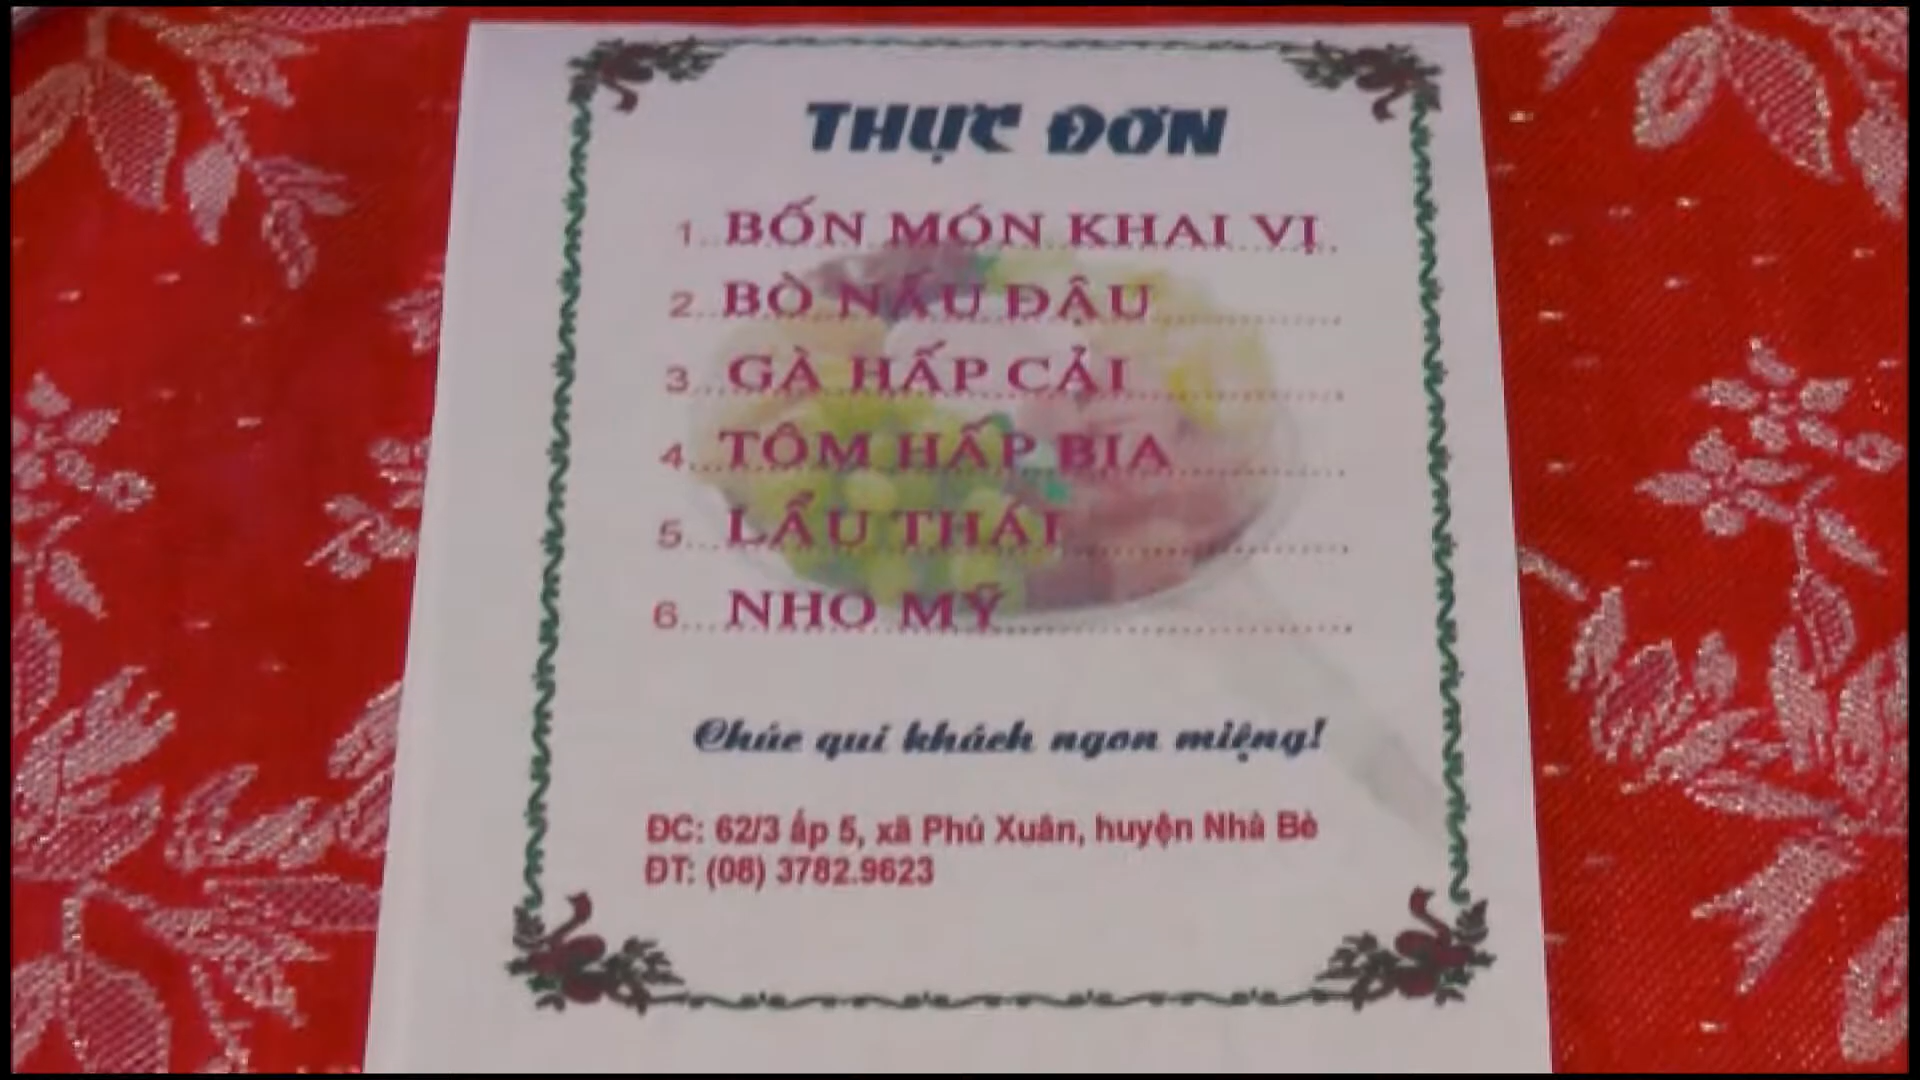 THỰC ĐƠN
1...BỐN MÓN KHAI VỊ
2...BÒ NẤU ĐẬU
3...GÀ HẤP CẢI
4...TÔM HẤP BIA
5...LẨU THÁI
6...NHO MỸ
Chúc quí khách ngon miệng!
ĐC: 62/3 ấp 5, xã Phú Xuân, huyện Nhà Bè
ĐT: (08) 3782.9623